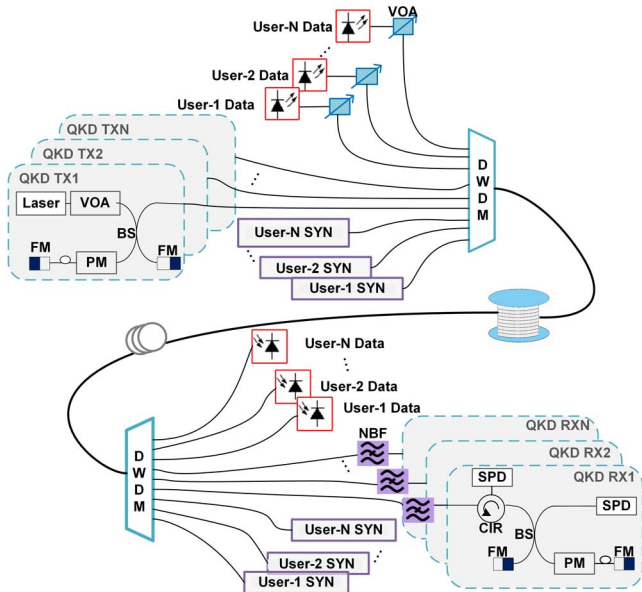 User-N Data
VOA
User-2 Data
User-1 Data
QKD TXN
QKD TX2
QKD TX1
Laser
VOA
BS
FM
PM
FM
D
W
D
M
User-N SYN
User-2 SYN
User-1 SYN
User-N Data
User-2 Data
User-1 Data
NBF
QKD RXN
QKD RX2
QKD RX1
D
W
D
M
SPD
SPD
CIR
BS
FM
PM
FM
User-N SYN
User-2 SYN
User-1 SYN